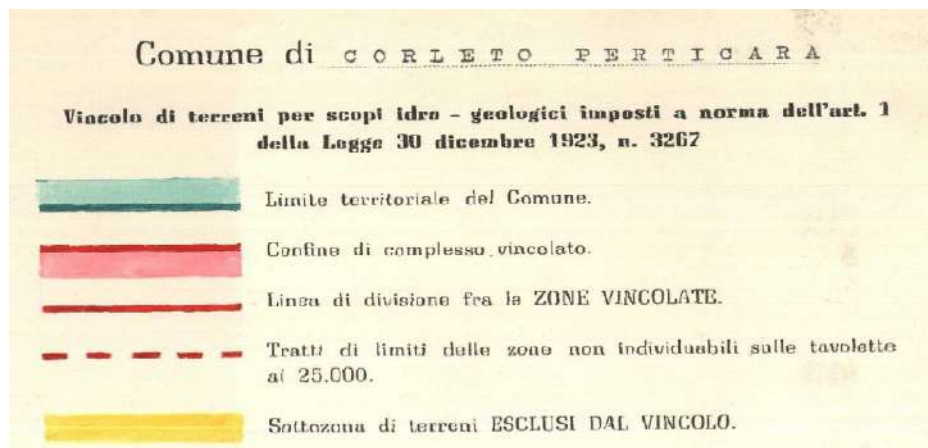 Comune di CORLETO PERTICARA
Vincolo di terreni per scopi idro - geologici imposti a norma dell'art. 1
della Legge 30 dicembre 1923, n. 3267
Limite territoriale del Comune.
Confine di complesso vincolato.
Linea di divisione fra le ZONE VINCOLATE.
Tratti di limiti delle zone non individuabili sulle tavolette
al 25.000.
Sottozona di terreni ESCLUSI DAL VINCOLO.